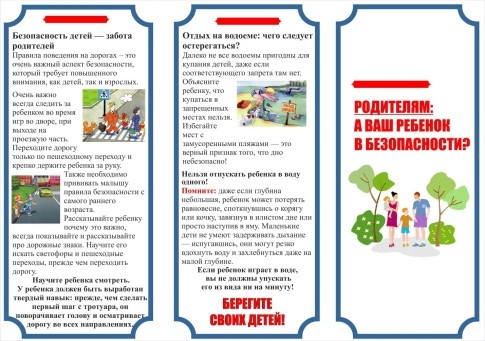 Безопасность детей — забота
родителей
Правила поведения на дорогах – это
очень важный аспект безопасности,
который требует повышенного
внимания, как детей, так и взрослых.
Очень важно
всегда следить за
ребенком во время
игр во дворе, при
выходе на
проезжую часть.
Переходите дорогу
только по пешеходному переходу и
крепко держите ребенка за руку.
Также необходимо
прививать малышу
правила безопасности с
самого раннего
возраста.
Рассказывайте ребенку
почему это важно,
всегда показывайте и рассказывайте
про дорожные знаки. Научите его
искать светофоры и пешеходные
переходы, прежде чем переходить
дорогу.
Научите ребенка смотреть.
У ребенка должен быть выработан
твердый навык: прежде, чем сделать
первый шаг с тротуара, он
поворачивает голову и осматривает
дорогу во всех направлениях.
Отдых на водоеме: чего следует
остерегаться?
Далеко не все водоемы пригодны для
купания детей, даже если
соответствующего запрета там нет.
Объясните
ребенку, что
купаться в
запрещенных
местах нельзя.
Избегайте
мест с
замусоренными пляжами — это
верный признак того, что дно
небезопасно!
Нельзя отпускать ребенка в воду
одного!
Помните: даже если глубина
небольшая, ребенок может потерять
равновесие, споткнувшись о корягу
или кочку, завязнув в илистом дне или
просто наступив в яму. Маленькие
дети не умеют задерживать дыхание
— испугавшись, они могут резко
вдохнуть воду и захлебнуться даже на
малой глубине.
Если ребенок играет в воде,
вы не должны упускать
его из вида ни на минуту!
БЕРЕГИТЕ
СВОИХ ДЕТЕЙ!
РОДИТЕЛЯМ:
А ВАШ РЕБЕНОК
В БЕЗОПАСНОСТИ?